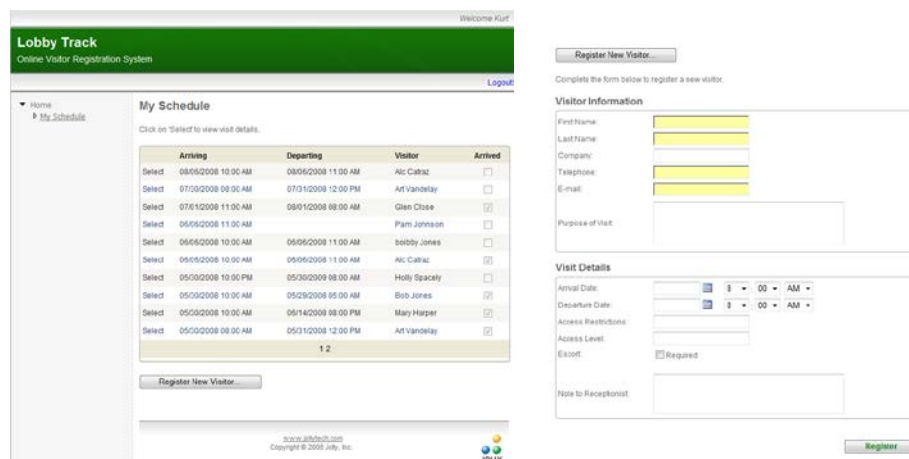 Welcome Kurt
Lobby Track
Online Visitor Registration System
Logout
Home
My Schedule
My Schedule
Click on 'Select' to view visit details.
Arriving Departing Visitor Arrived
Select 08/06/2008 10:00 AM 08/06/2008 11:00 AM Alc Catraz
Select 07/30/2008 08:00 AM 07/31/2008 12:00 PM Art Vandelay
Select 07/01/2008 11:00 AM 08/01/2008 08:00 AM Glen Close
Select 06/06/2008 11:00 AM Pam Johnson
Select 06/06/2008 10:00 AM 06/06/2008 11:00 AM boibby Jones
Select 06/06/2008 10:00 AM 06/06/2008 11:00 AM Alc Catraz
Select 05/30/2008 10:00 PM 05/30/2009 08:00 AM Holly Spacely
Select 05/30/2008 10:00 AM 05/29/2008 05:00 AM Bob Jones
Select 05/30/2008 10:00 AM 06/14/2008 08:00 PM Mary Harper
Select 05/30/2008 08:00 AM 05/31/2008 12:00 PM Art Vandelay
1 2
Register New Visitor...
www.jollytech.com
Copyright © 2008 Jolly, Inc.
JOLLY
Register New Visitor...
Complete the form below to register a new visitor.
Visitor Information
First Name:
Last Name:
Company:
Telephone:
E-mail:
Purpose of Visit:
Visit Details
Arrival Date: 8 00 AM
Departure Date: 8 00 AM
Access Restrictions:
Access Level:
Escort: Required
Note to Receptionist:
Register